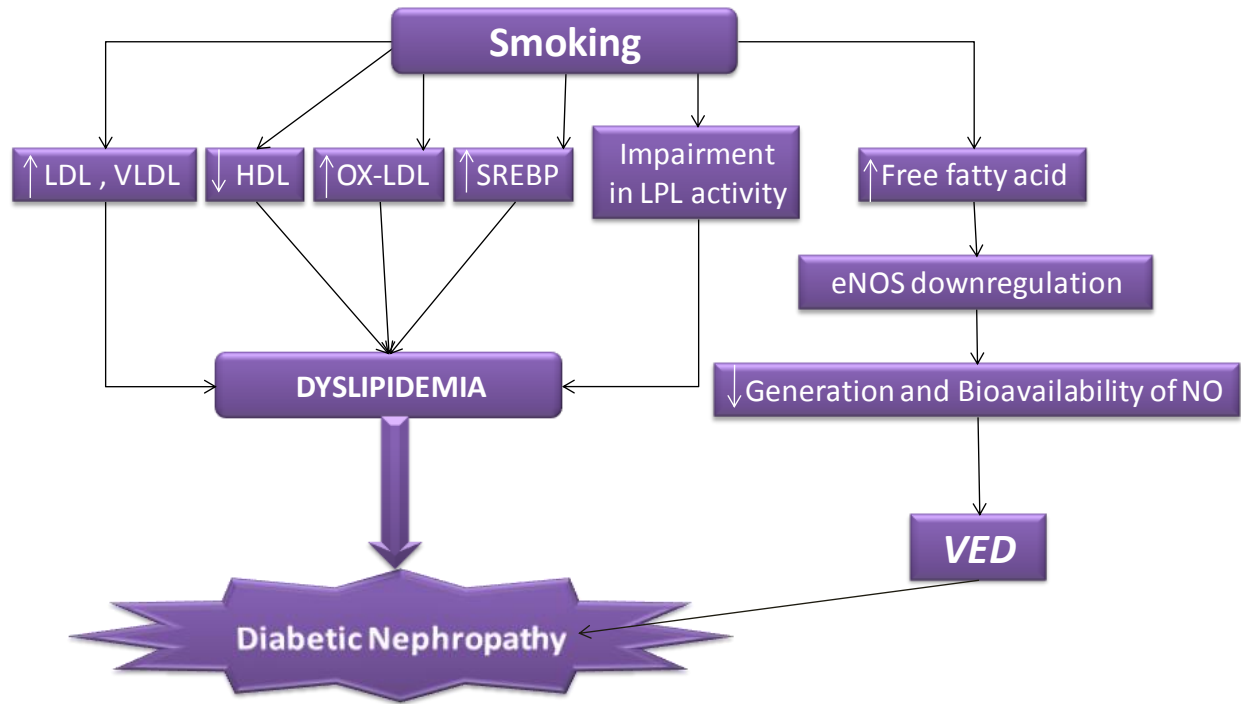 Smoking
↑ LDL , VLDL
↓ HDL
↑ OX-LDL
↑ SREBP
Impairment
in LPL activity
↑ Free fatty acid
eNOS downregulation
↓ Generation and Bioavailability of NO
DYSLIPIDEMIA
VED
Diabetic Nephropathy